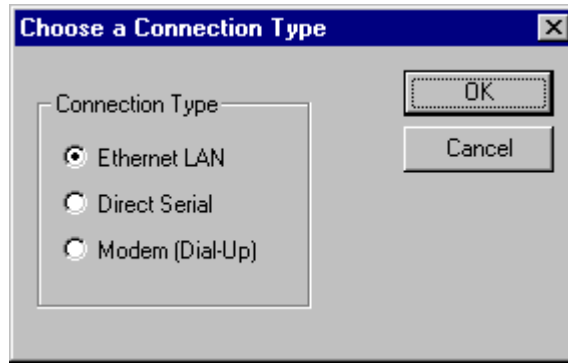 Choose a Connection Type
Connection Type
Ethernet LAN
Direct Serial
Modem (Dial-Up)
OK
Cancel